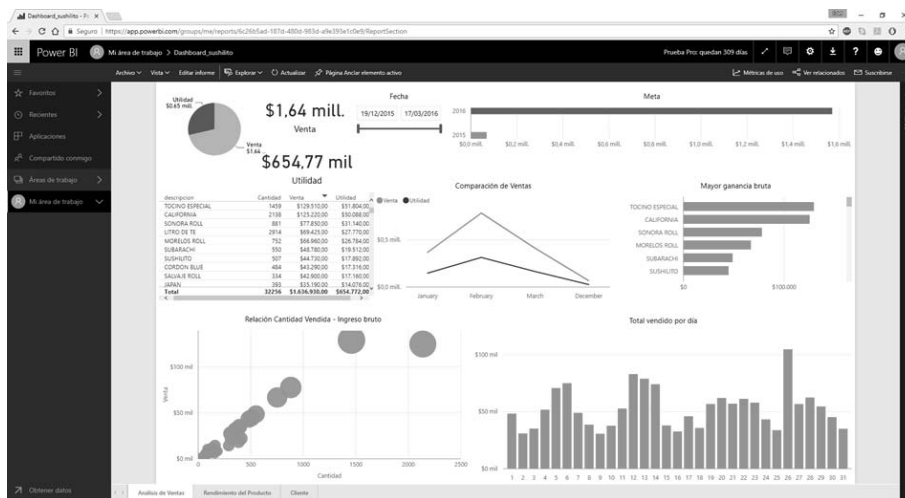 Dashboard_sushilito - Po
Seguro
https://app.powerbi.com/groups/me/reports/6c26b5ad-187d-480d-983d-a9e395e1c0e9/ReportSection
Power BI
Mi área de trabajo > Dashboard_sushilito
Prueba Pro: quedan 309 días
Archivo Vista Editar informe Explorar Actualizar Página Anclar elemento activo
Métricas de uso Ver relacionados Suscribirse
Favoritos
Recientes
Aplicaciones
Compartido conmigo
Áreas de trabajo
Mi área de trabajo
Obtener datos
Utilidad
$0.65 mill.
Venta
$1.64 ...
$1,64 mill.
Venta
$654,77 mil
Utilidad
Fecha
19/12/2015 17/03/2016
Meta
2016
2015
$0,0 mill. $0,2 mill. $0,4 mill. $0,6 mill. $0,8 mill. $1,0 mill. $1,2 mill. $1,4 mill. $1,6 mill.
descripcion Cantidad Venta Utilidad
TOCINO ESPECIAL 1459 $129.510,00 $51.804,00
CALIFORNIA 2138 $125.220,00 $50.088,00
SONORA ROLL 881 $77.850,00 $31.140,00
LITRO DE TE 2814 $69.425,00 $27.770,00
MORELOS ROLL 752 $66.960,00 $26.784,00
SUBARACHI 550 $48.780,00 $19.512,00
SUSHILITO 507 $44.730,00 $17.892,00
CORDON BLUE 484 $43.290,00 $17.316,00
SALVAJE ROLL 334 $42.900,00 $17.160,00
JAPAN 393 $35.190,00 $14.076,00
Total 32256 $1.636.930,00 $654.772,00
Comparación de Ventas
Venta Utilidad
$0,5 mill.
$0,0 mill.
January February March December
Mayor ganancia bruta
TOCINO ESPECIAL
CALIFORNIA
SONORA ROLL
MORELOS ROLL
SUBARACHI
SUSHILITO
$0 $100.000
Relación Cantidad Vendida - Ingreso bruto
Venta
$100 mil
$50 mil
$0 mil
0 500 1000 1500 2000 2500
Cantidad
Total vendido por día
$100 mil
$50 mil
$0 mil
1 2 3 4 5 6 7 8 9 10 11 12 13 14 15 16 17 18 19 20 21 22 23 24 25 26 27 28 29 30 31
Análisis de Ventas Rendimiento del Producto Cliente